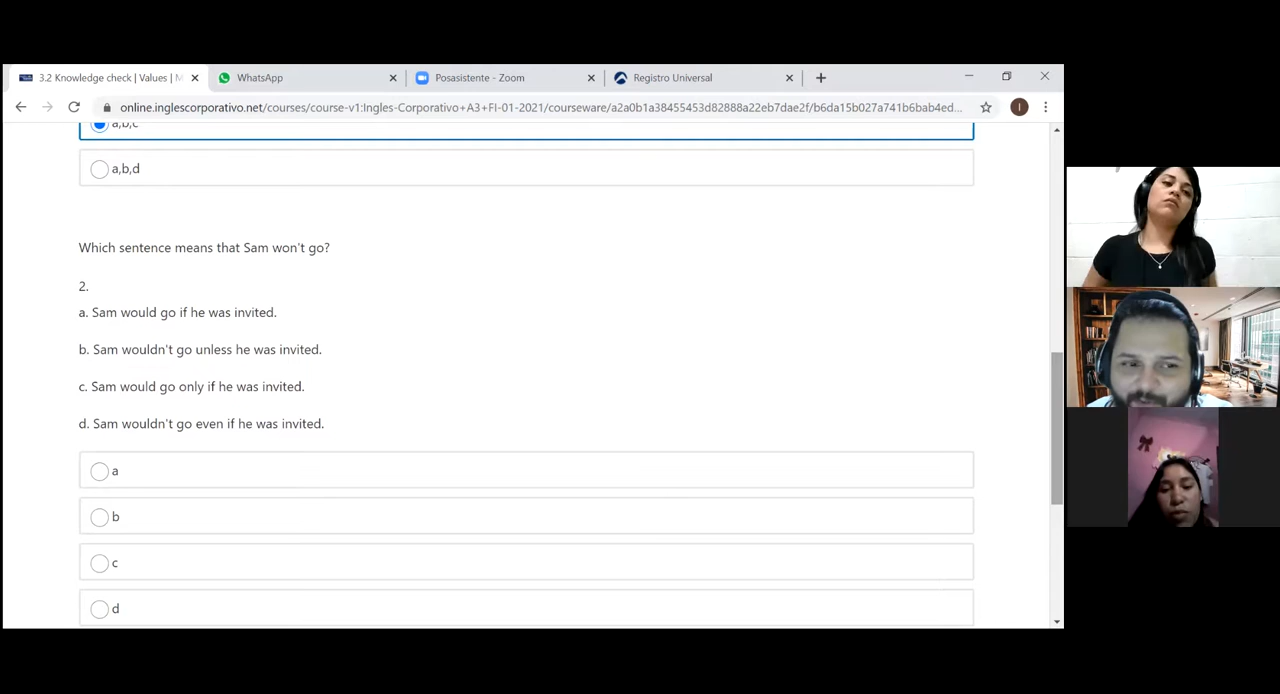 3.2 Knowledge check | Values | M
WhatsApp
Posasistente - Zoom
Registro Universal
online.inglescorporativo.net/courses/course-v1:Ingles-Corporativo+A3+FI-01-2021/courseware/a2a0b1a38455453d82888a22eb7dae2f/b6da15b027a741b6bab4ed...
I
a,b,c
a,b,d
Which sentence means that Sam won't go?
2.
a. Sam would go if he was invited.
b. Sam wouldn't go unless he was invited.
c. Sam would go only if he was invited.
d. Sam wouldn't go even if he was invited.
a
b
c
d